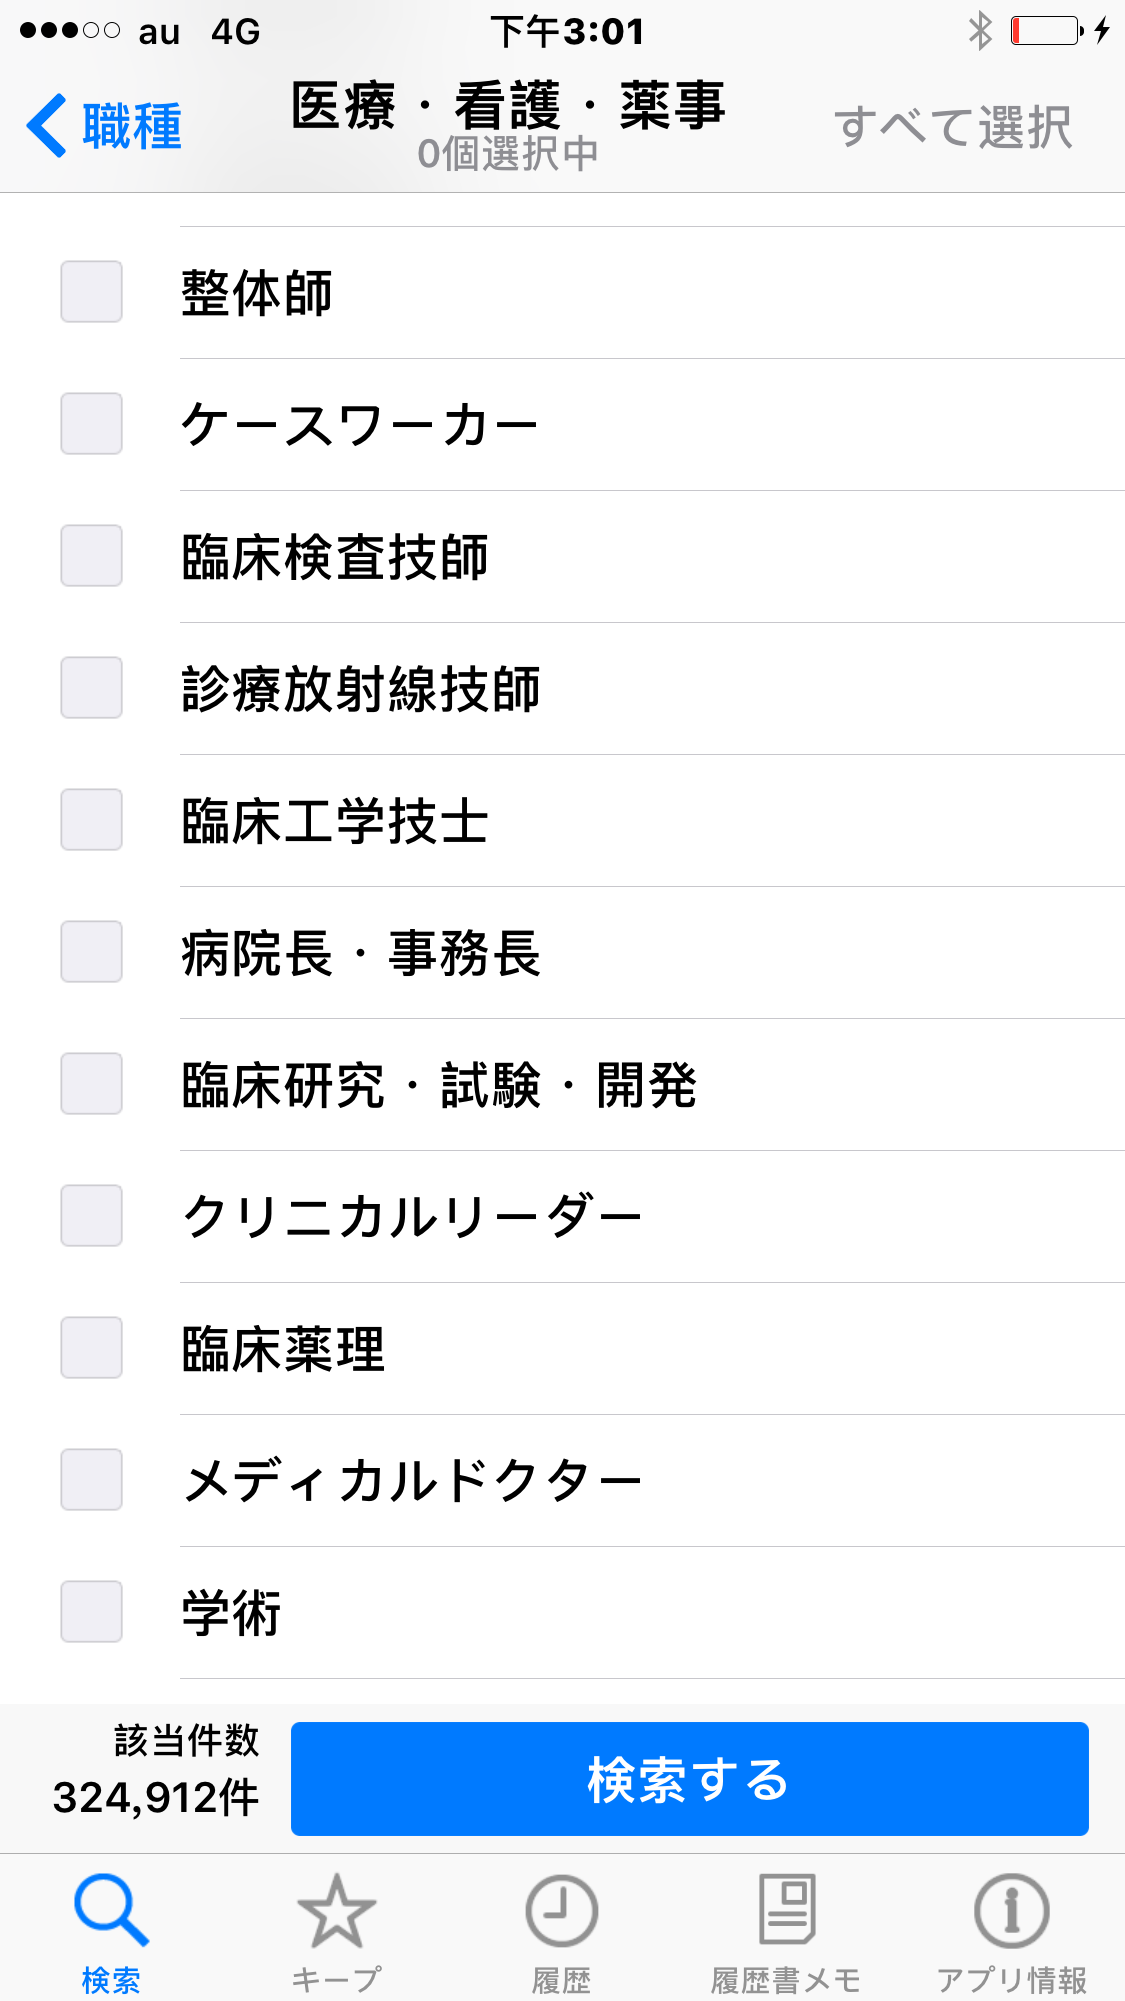 au 4G 下午3:01
職種
医療・看護・薬事
0個選択中
すべて選択
整体師
ケースワーカー
臨床検査技師
診療放射線技師
臨床工学技士
病院長・事務長
臨床研究・試験・開発
クリニカルリーダー
臨床薬理
メディカルドクター
学術
該当件数
324,912件
検索する
検索
キープ
履歴
履歴書メモ
アプリ情報